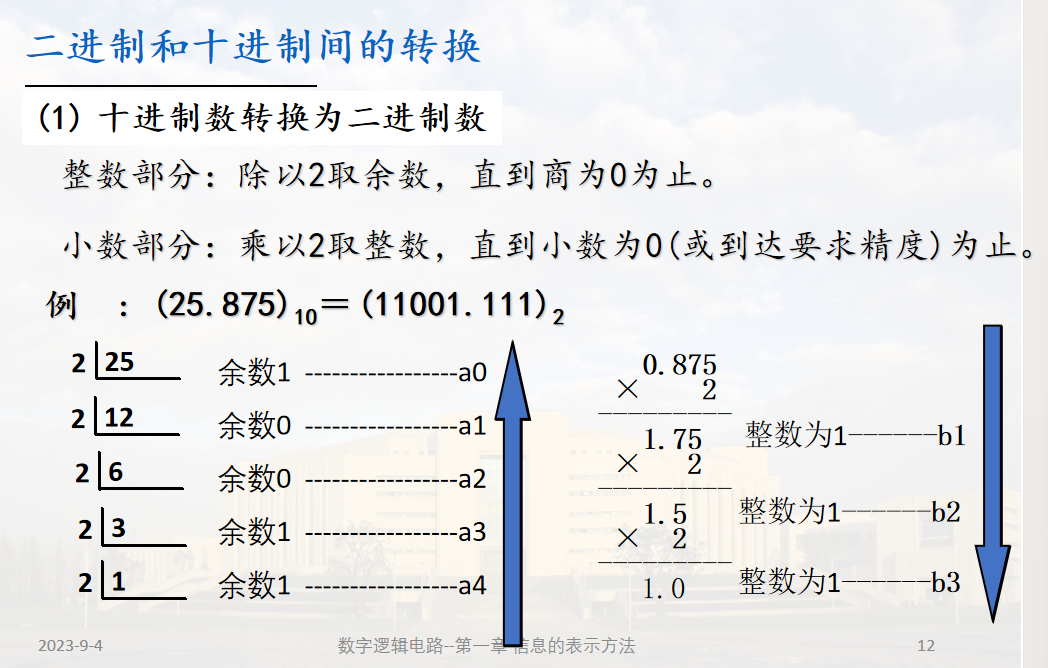 二进制和十进制间的转换
(1) 十进制数转换为二进制数
整数部分：除以2取余数，直到商为0为止。
小数部分：乘以2取整数，直到小数为0(或到达要求精度)为止。
例 ：(25.875)10＝(11001.111)2
2 25 余数1 -----------------a0
2 12 余数0 -----------------a1
2 6 余数0 -----------------a2
2 3 余数1 -----------------a3
2 1 余数1 -----------------a4
0.875
× 2
1.75 整数为1------b1
× 2
1.5 整数为1------b2
× 2
1.0 整数为1------b3
2023-9-4 数字逻辑电路--第一章 信息的表示方法 12